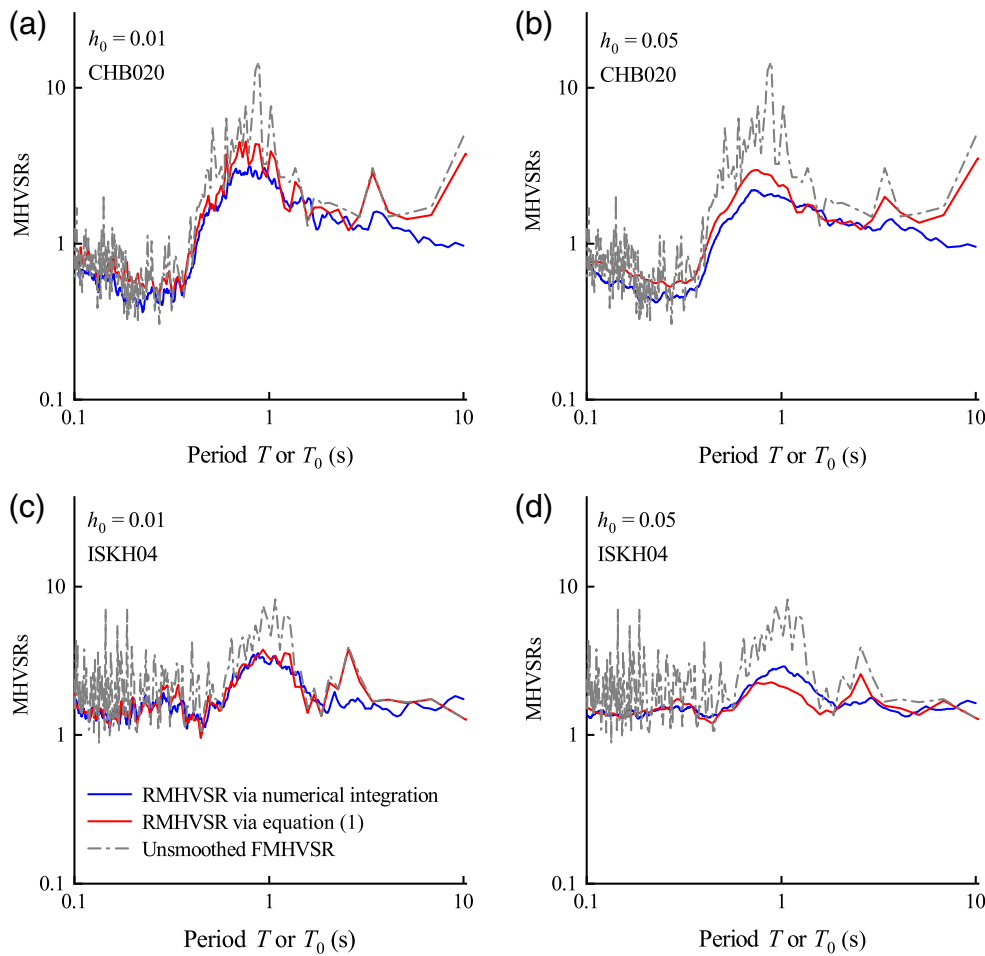 (a)
h₀ = 0.01
CHB020
MHVSRs
10
1
0.1
0.1
1
10
Period T or T₀ (s)
(b)
h₀ = 0.05
CHB020
MHVSRs
10
1
0.1
0.1
1
10
Period T or T₀ (s)
(c)
h₀ = 0.01
ISKH04
MHVSRs
10
1
0.1
RMHVSR via numerical integration
RMHVSR via equation (1)
Unsmoothed FMHVSR
0.1
1
10
Period T or T₀ (s)
(d)
h₀ = 0.05
ISKH04
MHVSRs
10
1
0.1
0.1
1
10
Period T or T₀ (s)